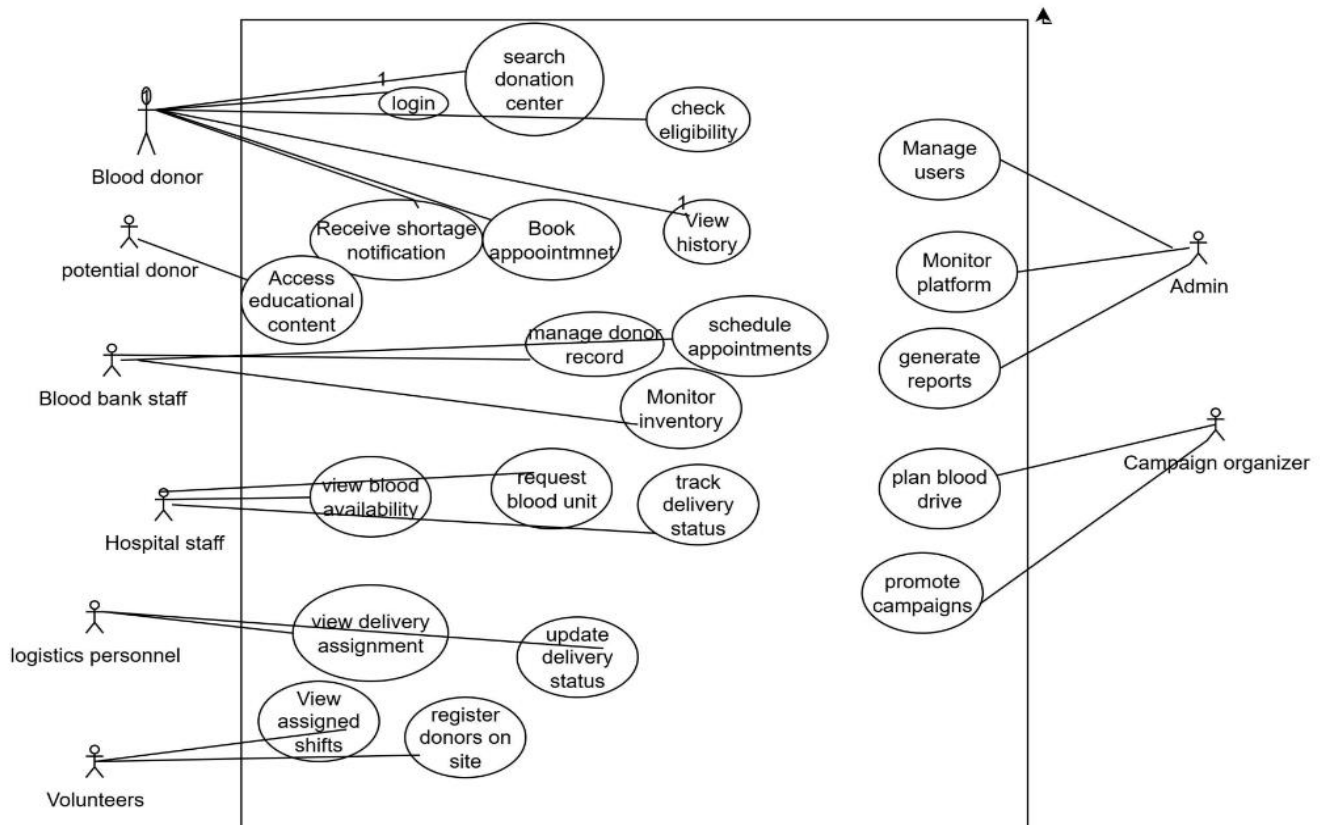 search
donation
center
1
login
check
eligibility
1
Blood donor
Manage
users
1
View
history
Receive shortage
notification
Book
appoointmnet
potential donor
Access
educational
content
Monitor
platform
Admin
manage donor
record
schedule
appointments
generate
reports
Blood bank staff
Monitor
inventory
Campaign organizer
view blood
availability
request
blood unit
track
delivery
status
plan blood
drive
Hospital staff
promote
campaigns
view delivery
assignment
update
delivery
status
logistics personnel
View
assigned
shifts
register
donors on
site
Volunteers